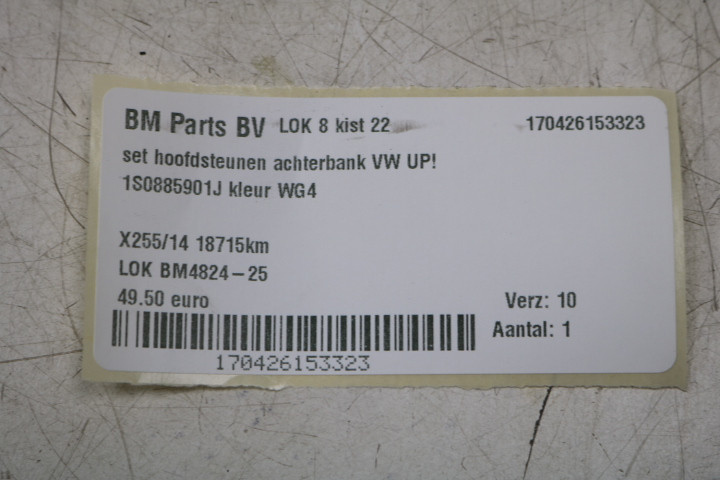 BM Parts BV LOK 8 kist 22 170426153323
set hoofdsteunen achterbank VW UP!
1S0885901J kleur WG4
X255/14 18715km
LOK BM4824-25
49.50 euro
Verz: 10
Aantal: 1
170426153323